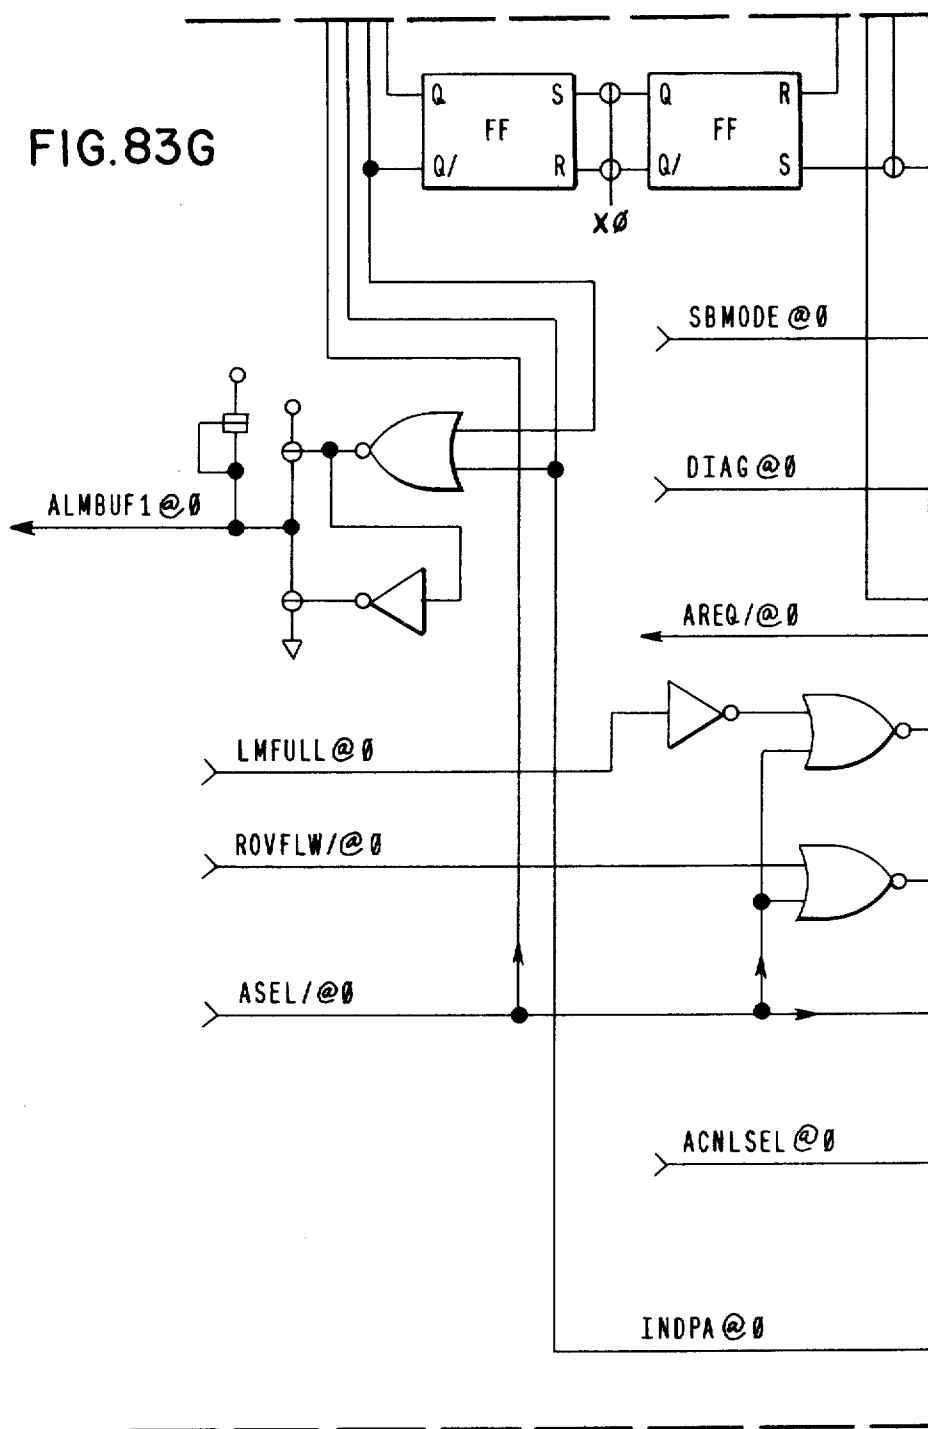 FIG.83G
Q S
FF
Q/ R
Q R
FF
Q/ S
XØ
SBMODE@Ø
DIAG@Ø
ALMBUF1@Ø
AREQ/@Ø
LMFULL@Ø
ROVFLW/@Ø
ASEL/@Ø
ACNLSEL@Ø
INDPA@Ø